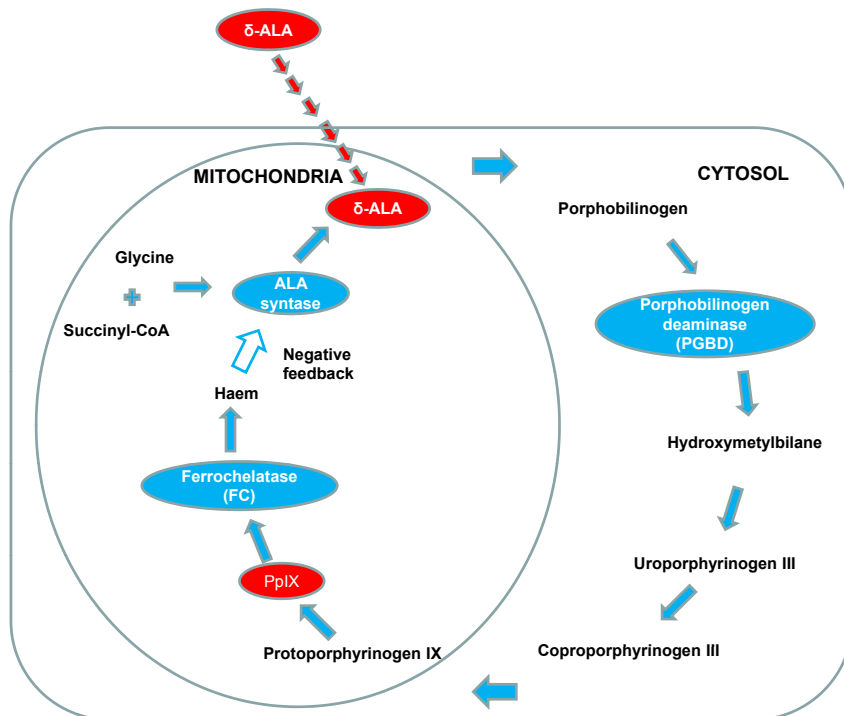 δ-ALA
MITOCHONDRIA
CYTOSOL
δ-ALA
Porphobilinogen
Glycine
ALA
syntase
Succinyl-CoA
Porphobilinogen
deaminase
(PGBD)
Negative
feedback
Haem
Hydroxymetylbilane
Ferrochelatase
(FC)
Uroporphyrinogen III
PpIX
Protoporphyrinogen IX
Coproporphyrinogen III